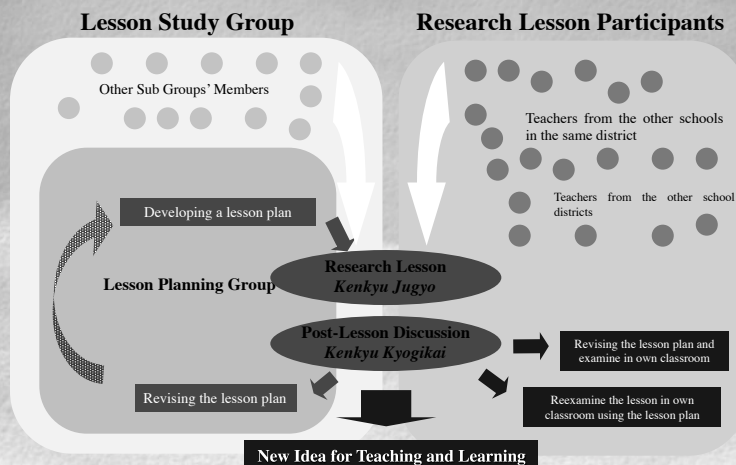 Lesson Study Group
Research Lesson Participants
Other Sub Groups' Members
Teachers from the other schools
in the same district
Teachers from the other school
districts
Developing a lesson plan
Lesson Planning Group
Research Lesson
Kenkyu Jugyo
Post-Lesson Discussion
Kenkyu Kyogikai
Revising the lesson plan and
examine in own classroom
Revising the lesson plan
Reexamine the lesson in own
classroom using the lesson plan
New Idea for Teaching and Learning